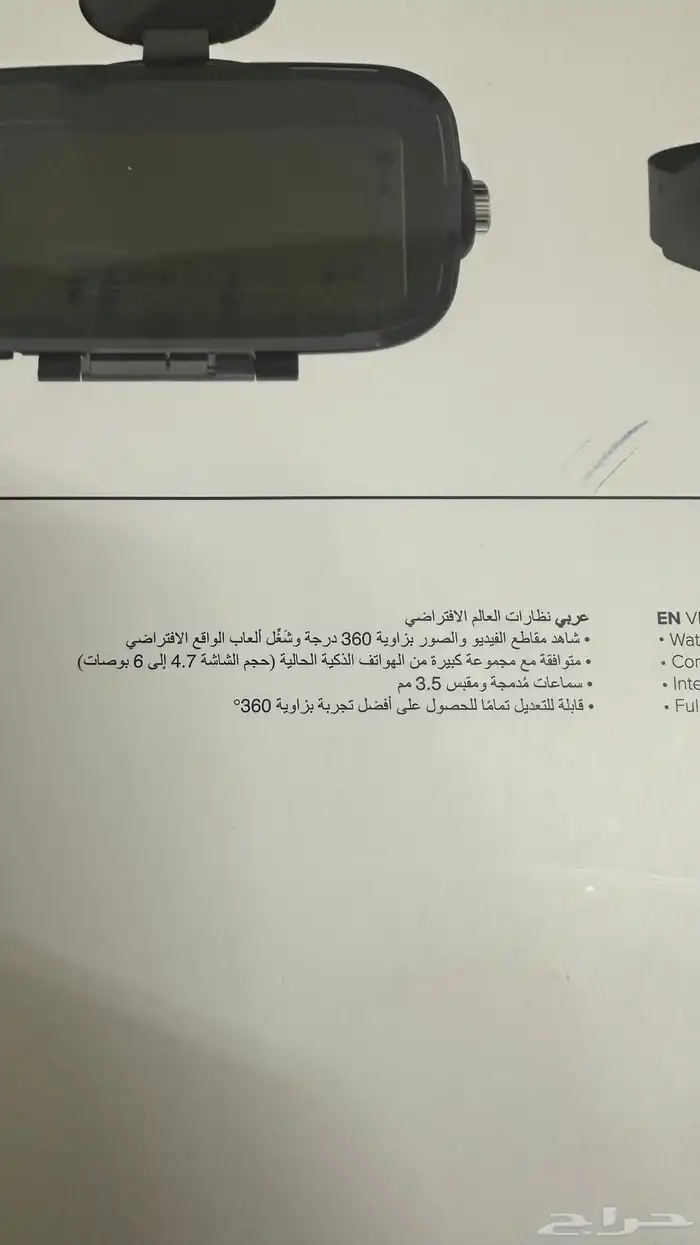 عربي نظارات العالم الافتراضي
• شاهد مقاطع الفيديو والصور بزاوية 360 درجة وشَغِّل ألعاب الواقع الافتراضي
• متوافقة مع مجموعة كبيرة من الهواتف الذكية الحالية (حجم الشاشة 4.7 إلى 6 بوصات)
• سماعات مُدمجة ومقبس 3.5 مم
• قابلة للتعديل تمامًا للحصول على أفضل تجربة بزاوية 360°
EN
حراج